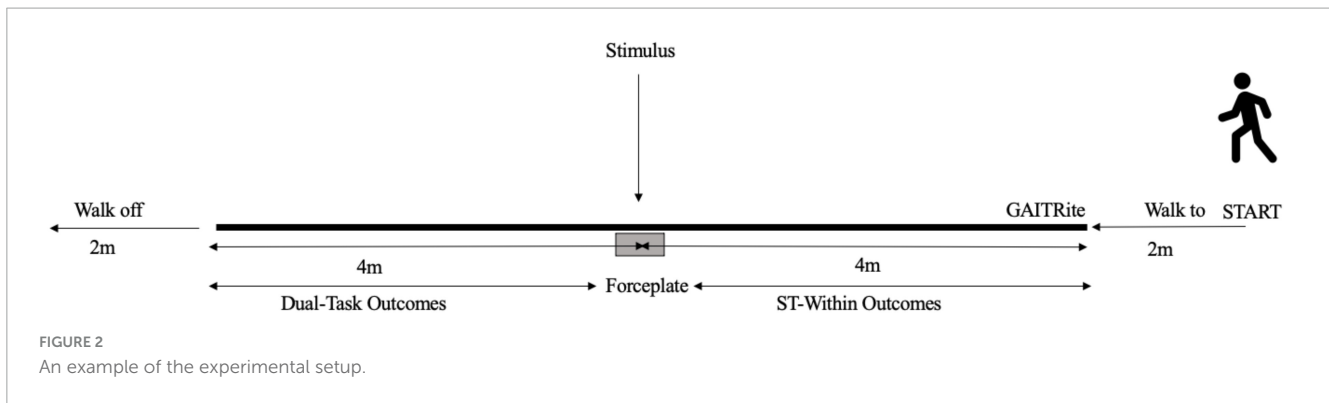 Stimulus
Walk off
GAITRite
Walk to
START
2m
2m
4m
4m
Dual-Task Outcomes
Forceplate
ST-Within Outcomes
FIGURE 2
An example of the experimental setup.